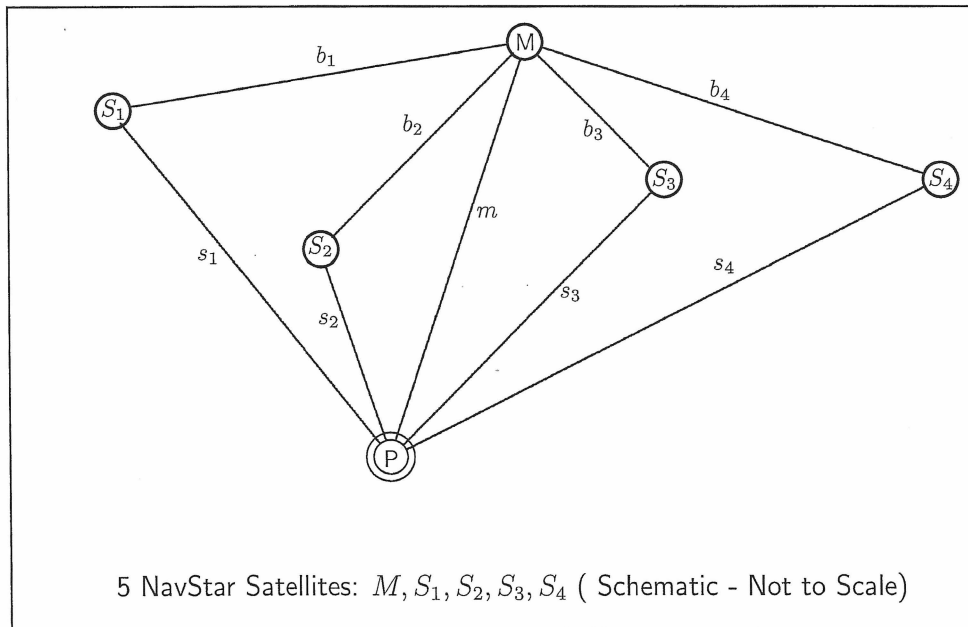 M
b₁
b₄
S₁
b₂
b₃
S₃
S₄
m
S₂
s₁
s₄
s₃
s₂
P
5 NavStar Satellites: M, S₁, S₂, S₃, S₄ ( Schematic - Not to Scale)